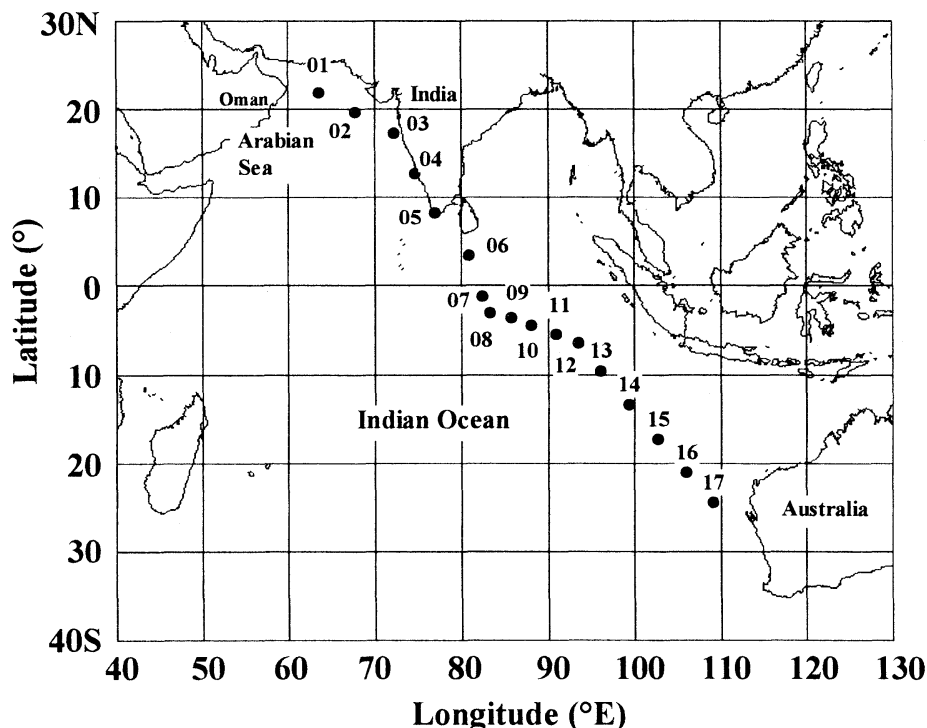 30N
20
10
0
10
20
30
40S
Latitude (°)
40 50 60 70 80 90 100 110 120 130
Longitude (°E)
01
Oman
India
02
03
Arabian
Sea
04
05
06
07
09
11
08
10
12
13
14
Indian Ocean
15
16
17
Australia